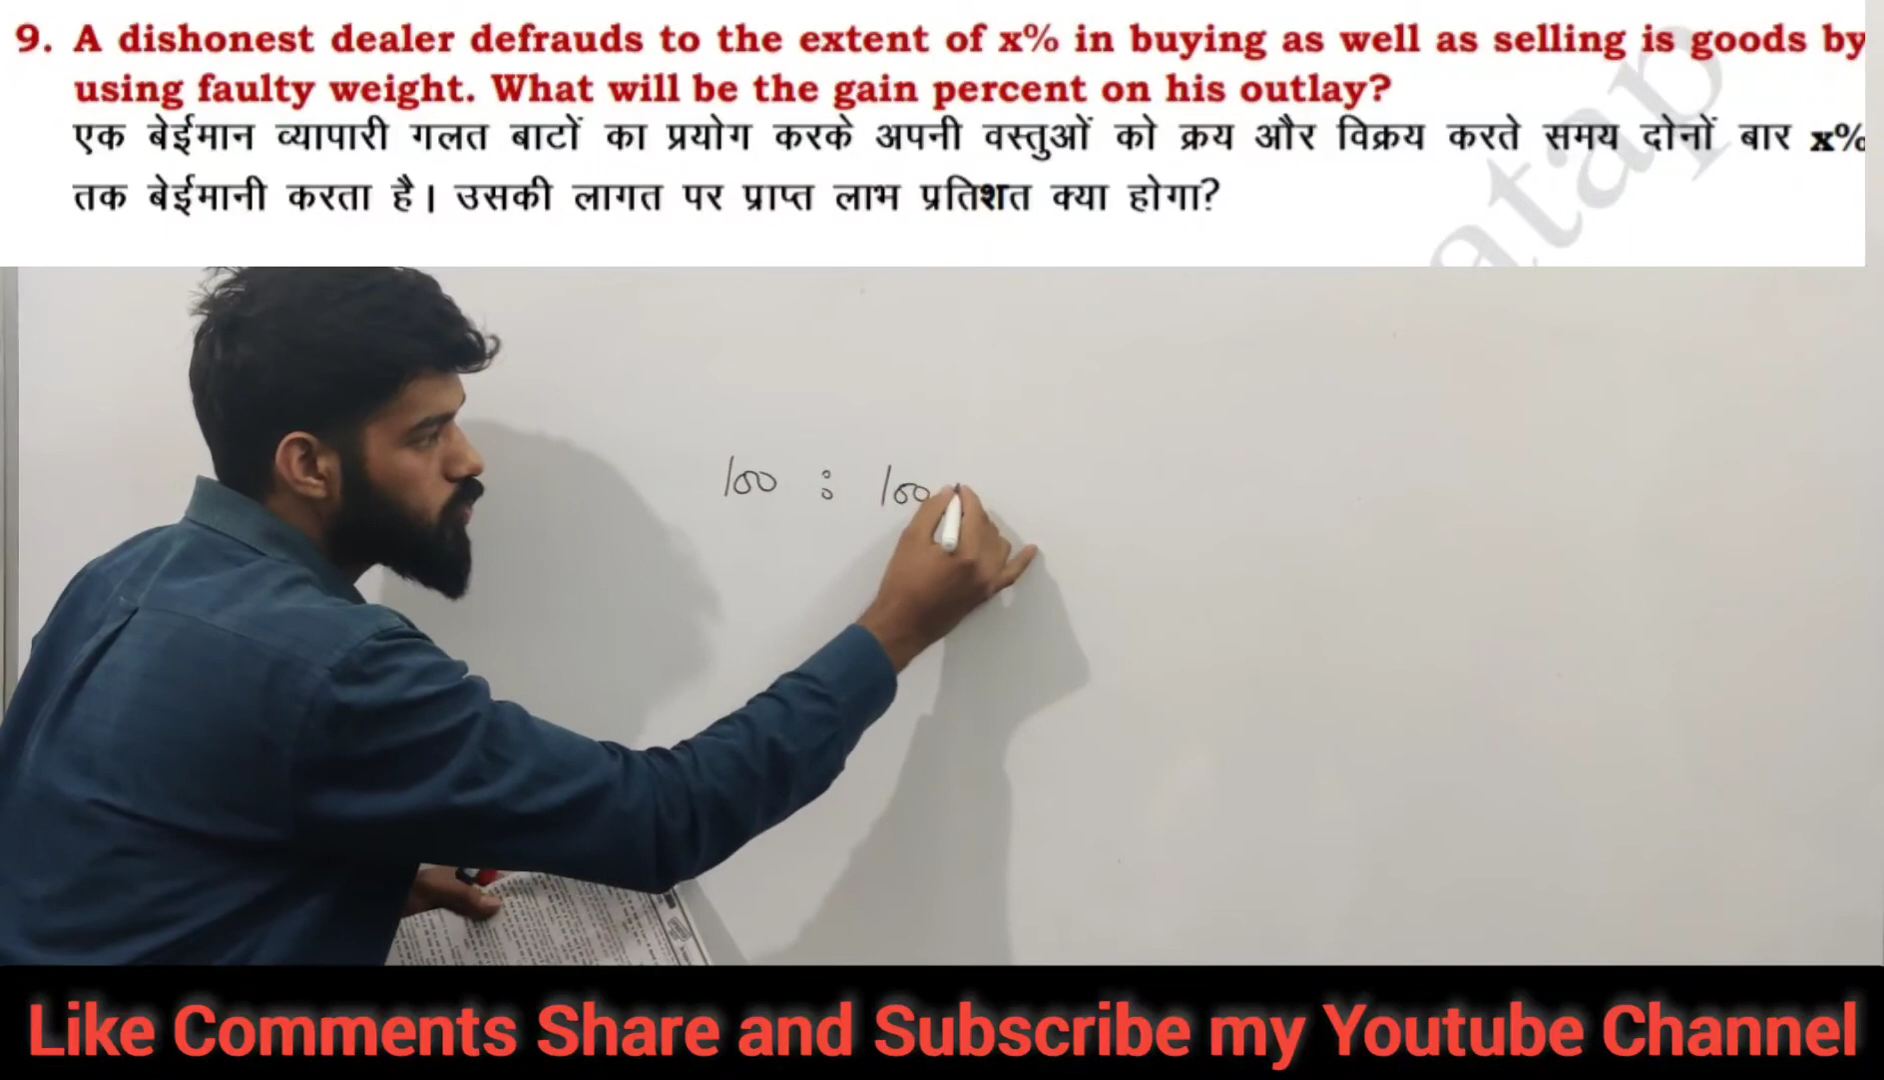 9. A dishonest dealer defrauds to the extent of x% in buying as well as selling is goods by
using faulty weight. What will be the gain percent on his outlay?
एक बेईमान व्यापारी गलत बाटों का प्रयोग करके अपनी वस्तुओं को क्रय और विक्रय करते समय दोनों बार x%
तक बेईमानी करता है। उसकी लागत पर प्राप्त लाभ प्रतिशत क्या होगा?
atap
100 : 100
Like Comments Share and Subscribe my Youtube Channel